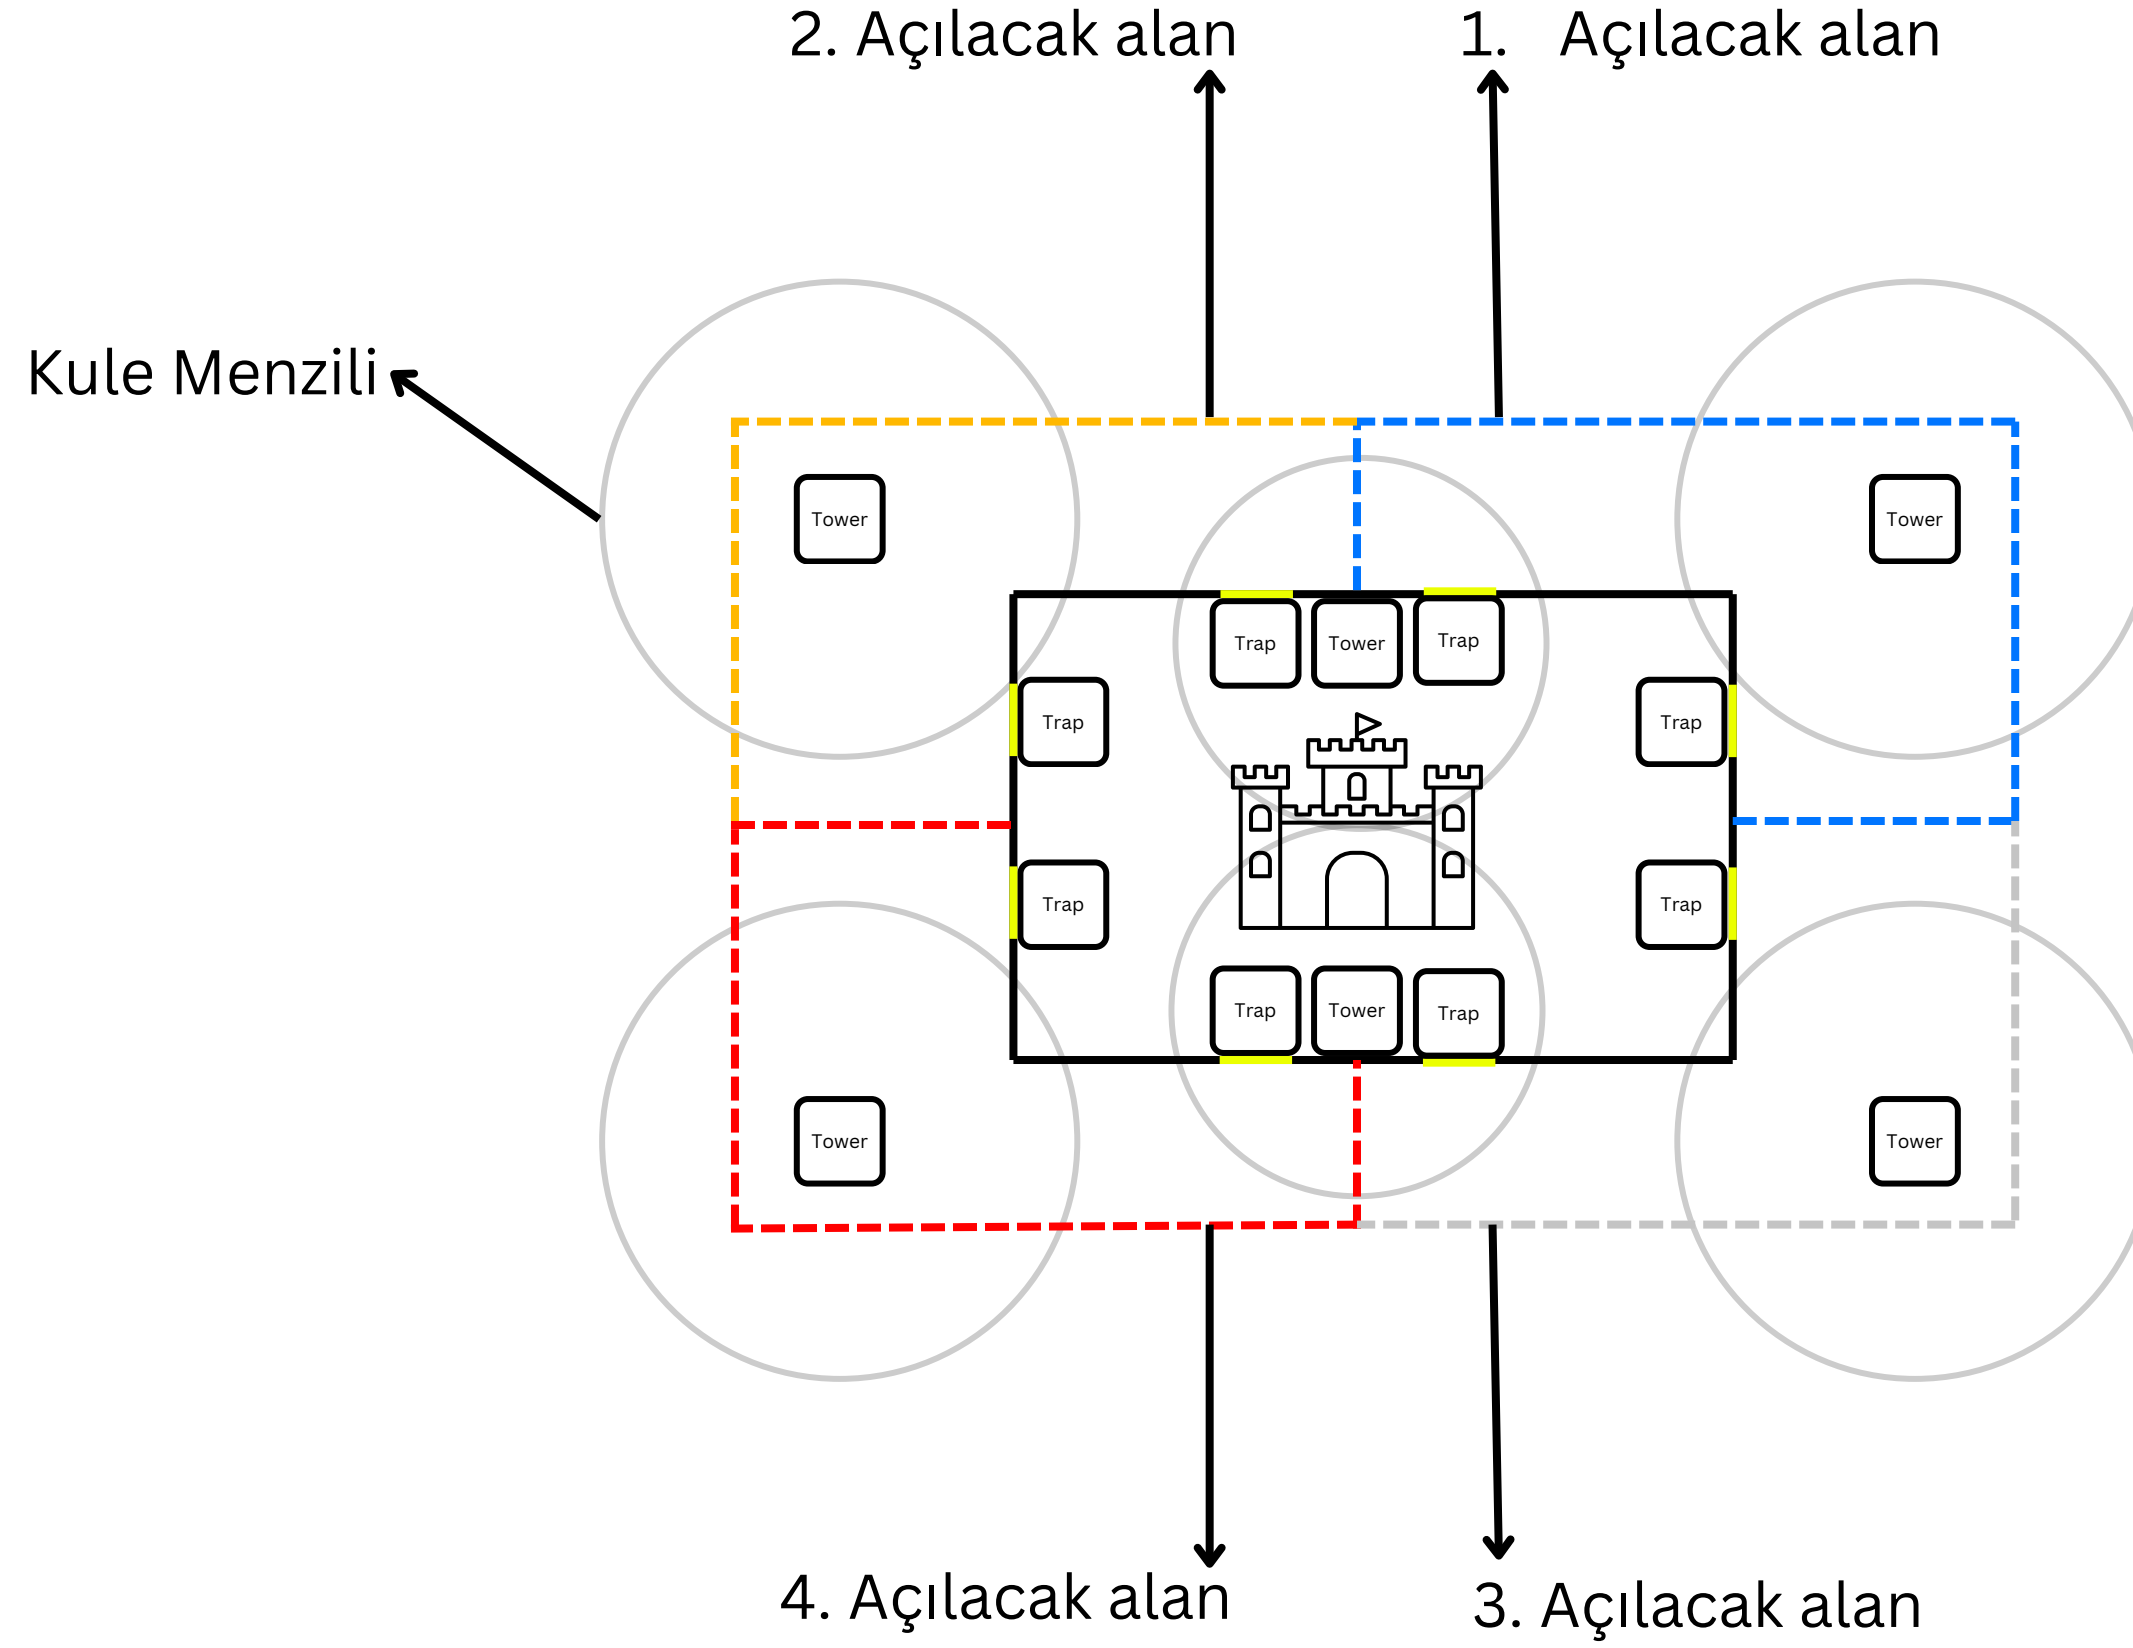 2. Açılacak alan
1. Açılacak alan
Kule Menzili
Tower
Tower
Trap
Tower
Trap
Trap
Trap
Trap
Trap
Trap
Tower
Trap
Tower
Tower
4. Açılacak alan
3. Açılacak alan